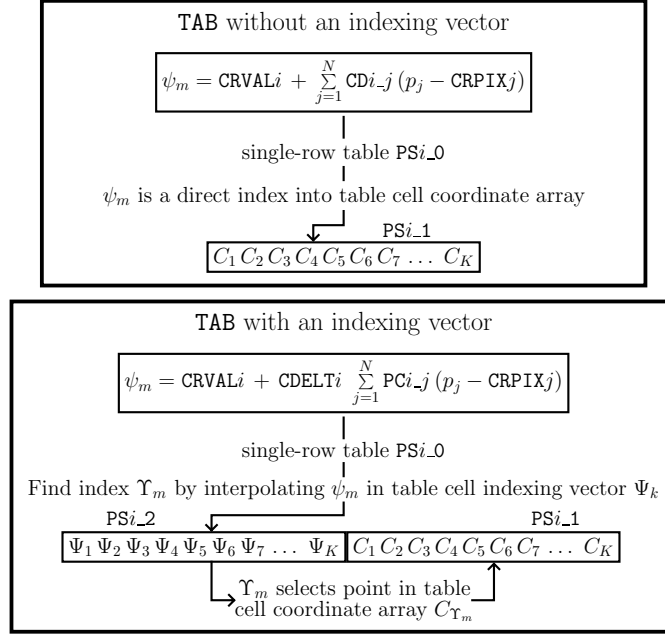 TAB without an indexing vector
ψ_m = CRVALi + ∑_{j=1}^{N} CDi_j (p_j − CRPIXj)
single-row table PSi_0
ψ_m is a direct index into table cell coordinate array
PSi_1
C_1 C_2 C_3 C_4 C_5 C_6 C_7 … C_K
TAB with an indexing vector
ψ_m = CRVALi + CDELTi ∑_{j=1}^{N} PCi_j (p_j − CRPIXj)
single-row table PSi_0
Find index ϒ_m by interpolating ψ_m in table cell indexing vector Ψ_k
PSi_2 PSi_1
Ψ_1 Ψ_2 Ψ_3 Ψ_4 Ψ_5 Ψ_6 Ψ_7 … Ψ_K C_1 C_2 C_3 C_4 C_5 C_6 C_7 … C_K
ϒ_m selects point in table
cell coordinate array C_{ϒ_m}